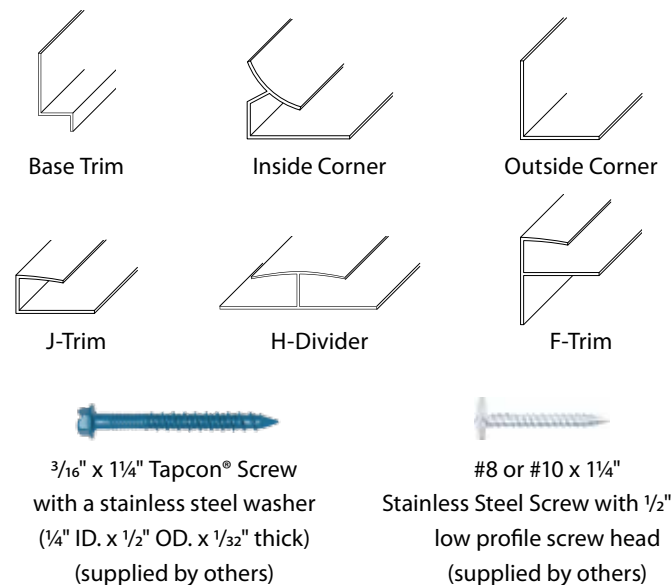 Base Trim
Inside Corner
Outside Corner
J-Trim
H-Divider
F-Trim
³/₁₆" x 1¼" Tapcon® Screw
with a stainless steel washer
(¼" ID. x ½" OD. x ¹/₃₂" thick)
(supplied by others)
#8 or #10 x 1¼"
Stainless Steel Screw with ½"
low profile screw head
(supplied by others)